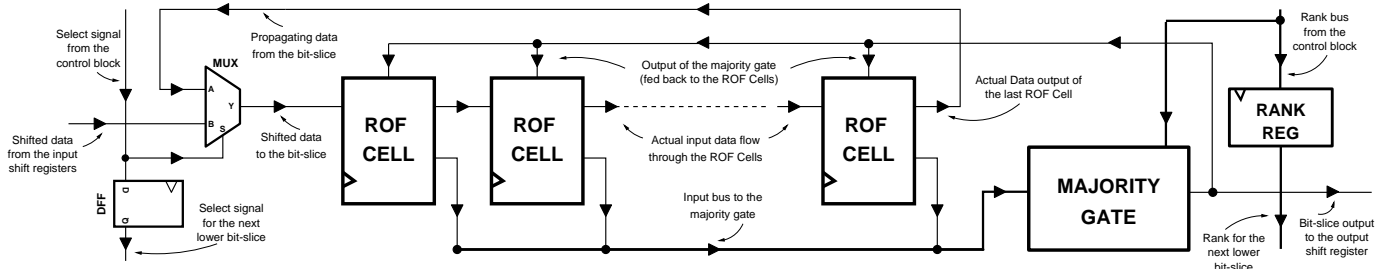 Select signal
from the
control block
Propagating data
from the bit-slice
MUX
A
B
S
Y
Shifted data
from the input
shift registers
DFF
D
Q
Select signal
for the next
lower bit-slice
Shifted data
to the bit-slice
ROF
CELL
ROF
CELL
Output of the majority gate
(fed back to the ROF Cells)
Actual input data flow
through the ROF Cells
ROF
CELL
Actual Data output of
the last ROF Cell
Input bus to the
majority gate
MAJORITY
GATE
Rank bus
from the
control block
RANK
REG
Rank for the
next lower
bit-slice
Bit-slice output
to the output
shift register